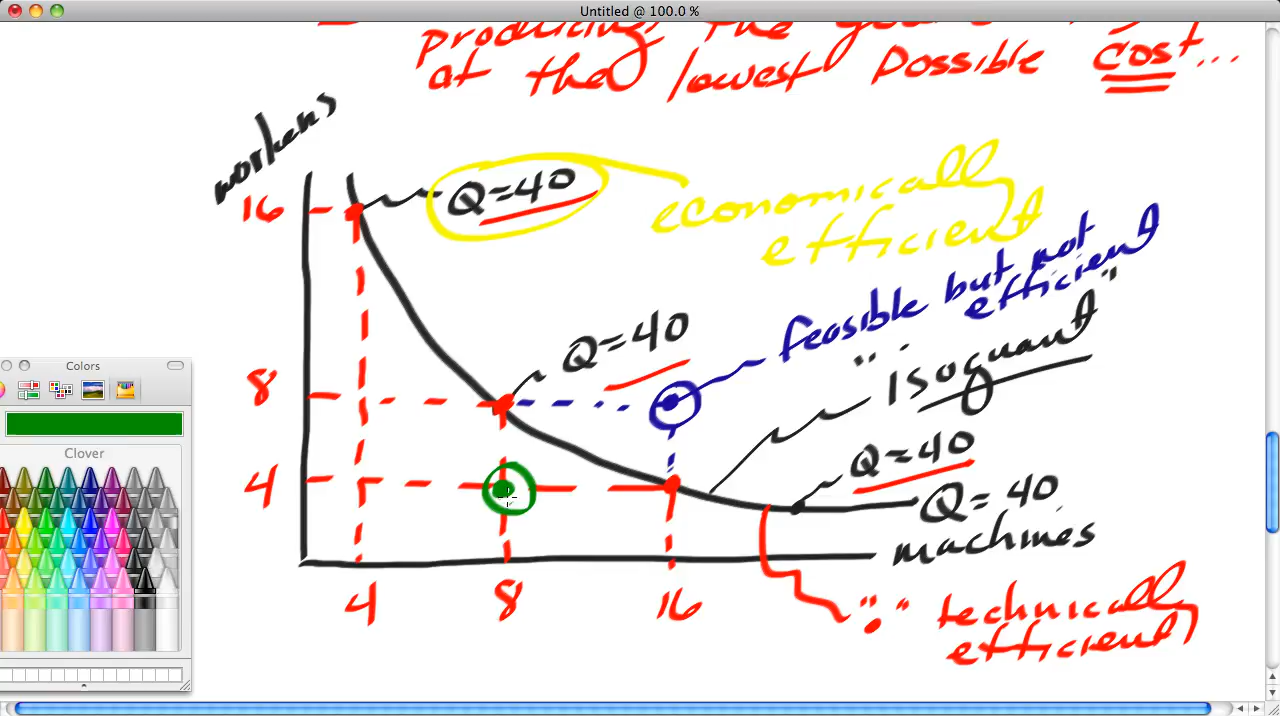 Untitled @ 100.0 %
producing the
at the lowest possible cost...
workers
16
Q=40
economically
efficient
feasible but not
efficient
Q=40
"isoquant"
8
4
Q=40
Q=40
machines
4
8
16
"•" technically
efficient
Colors
Clover